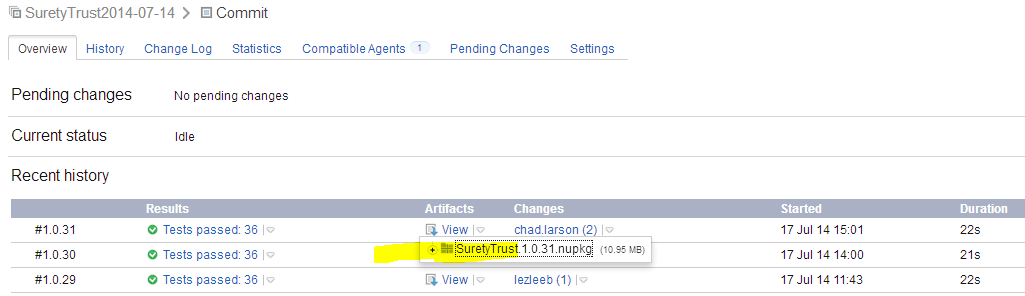 SuretyTrust2014-07-14 > Commit
Overview History Change Log Statistics Compatible Agents 1 Pending Changes Settings
Pending changes No pending changes
Current status Idle
Recent history
Results Artifacts Changes Started Duration
#1.0.31 Tests passed: 36 View chad.larson (2) 17 Jul 14 15:01 22s
SuretyTrust.1.0.31.nupkg (10.95 MB)
#1.0.30 Tests passed: 36 17 Jul 14 14:00 21s
#1.0.29 Tests passed: 36 View lezleeb (1) 17 Jul 14 11:43 22s